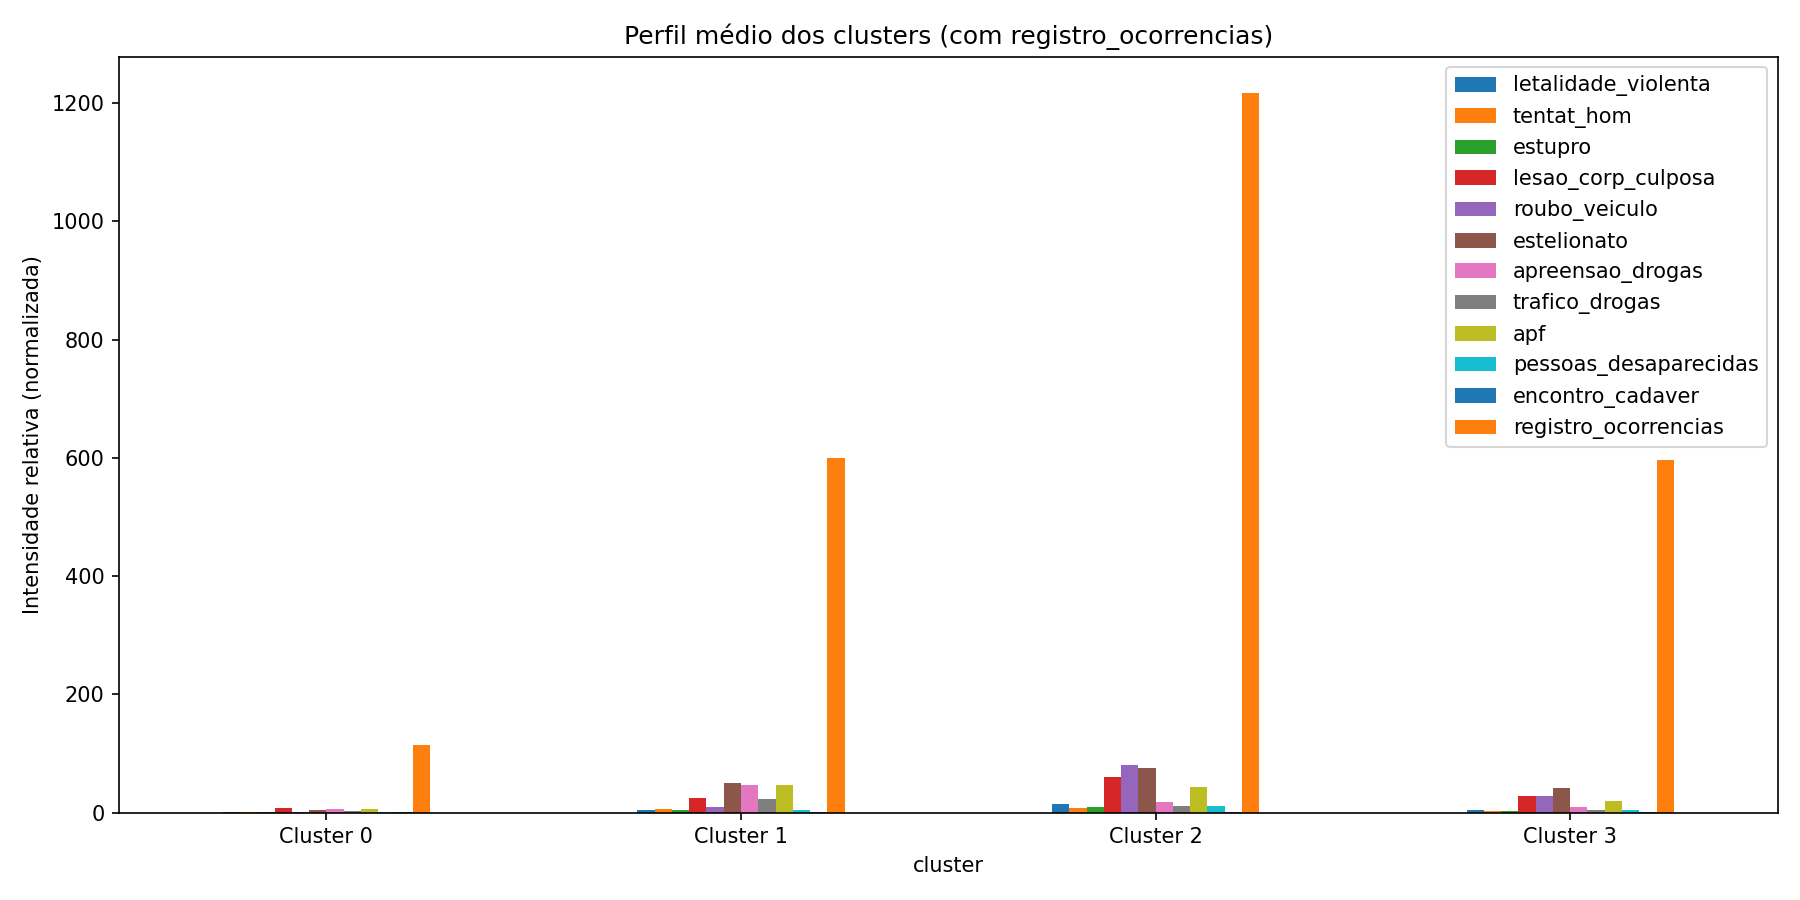 Perfil médio dos clusters (com registro_ocorrencias)
Intensidade relativa (normalizada)
1200
1000
800
600
400
200
0
letalidade_violenta
tentat_hom
estupro
lesao_corp_culposa
roubo_veiculo
estelionato
apreensao_drogas
trafico_drogas
apf
pessoas_desaparecidas
encontro_cadaver
registro_ocorrencias
Cluster 0
Cluster 1
Cluster 2
Cluster 3
cluster